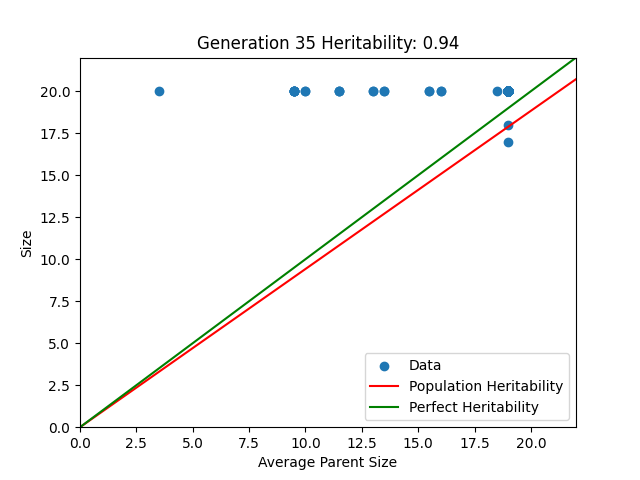 Generation 35 Heritability: 0.94
20.0
17.5
15.0
12.5
10.0
7.5
5.0
2.5
0.0
Size
0.0 2.5 5.0 7.5 10.0 12.5 15.0 17.5 20.0
Average Parent Size
Data
Population Heritability
Perfect Heritability